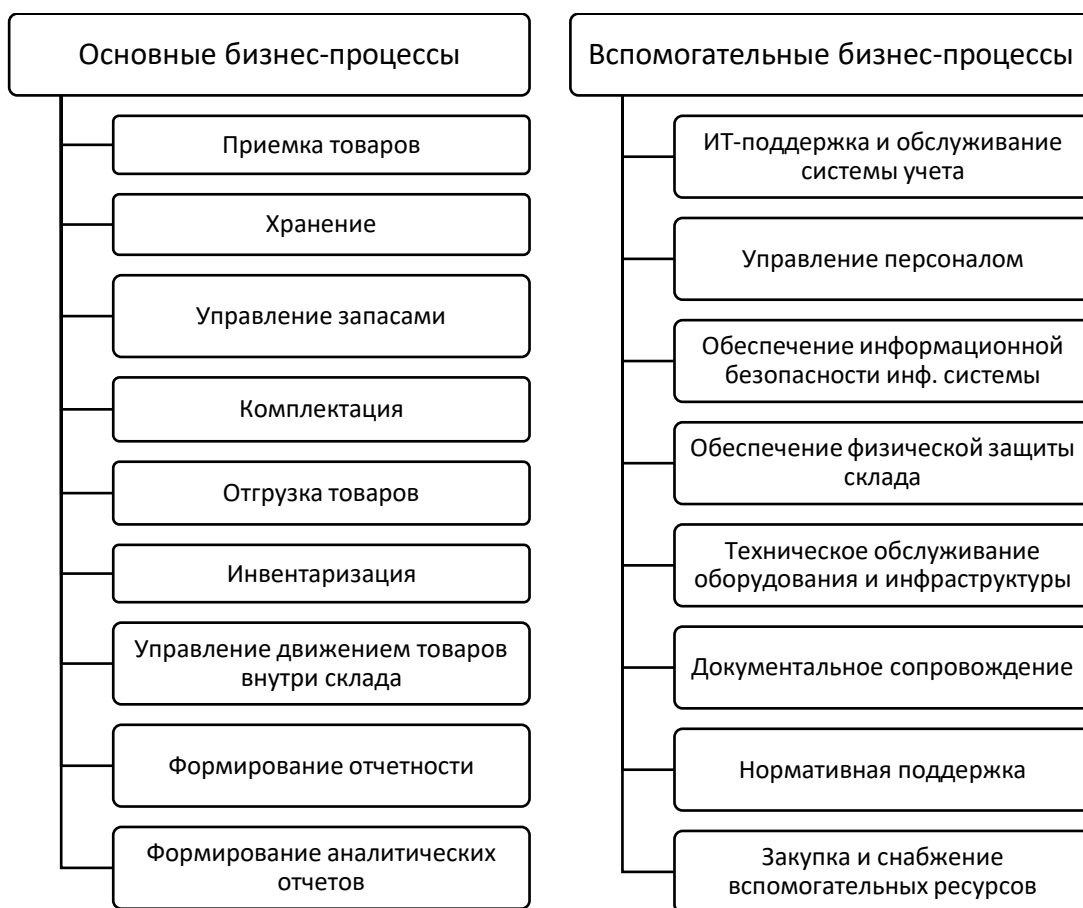 Основные бизнес-процессы
Приемка товаров
Хранение
Управление запасами
Комплектация
Отгрузка товаров
Инвентаризация
Управление движением товаров
внутри склада
Формирование отчетности
Формирование аналитических
отчетов
Вспомогательные бизнес-процессы
ИТ-поддержка и обслуживание
системы учета
Управление персоналом
Обеспечение информационной
безопасности инф. системы
Обеспечение физической защиты
склада
Техническое обслуживание
оборудования и инфраструктуры
Документальное сопровождение
Нормативная поддержка
Закупка и снабжение
вспомогательных ресурсов